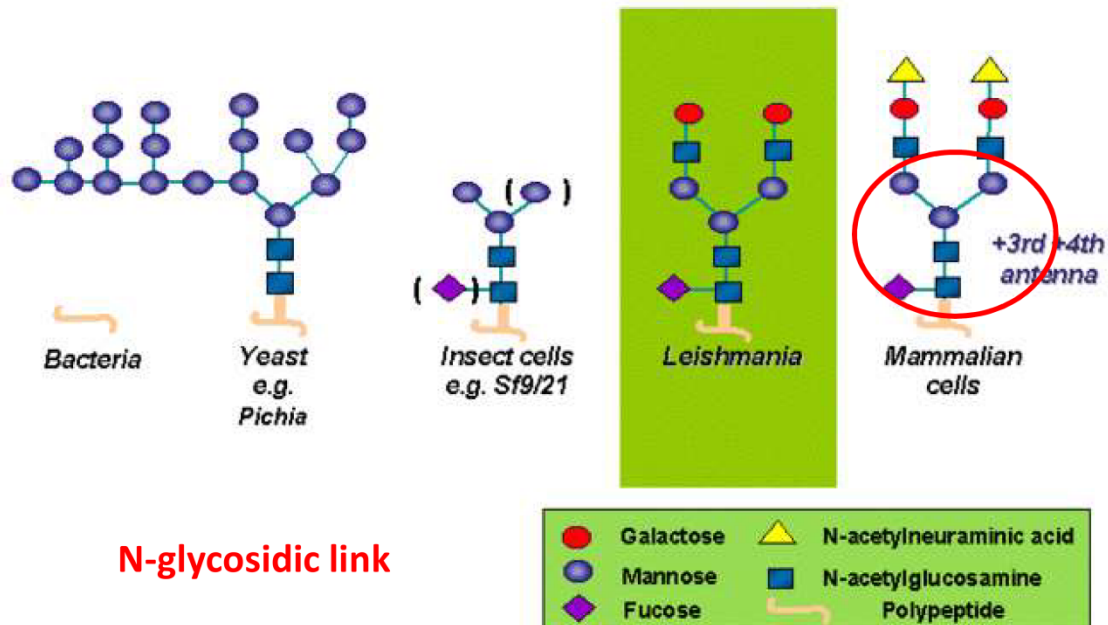 ( )
+3rd +4th
antenna
( )
Bacteria
Yeast
e.g.
Pichia
Insect cells
e.g. Sf9/21
Leishmania
Mammalian
cells
N-glycosidic link
Galactose
N-acetylneuraminic acid
Mannose
N-acetylglucosamine
Fucose
Polypeptide